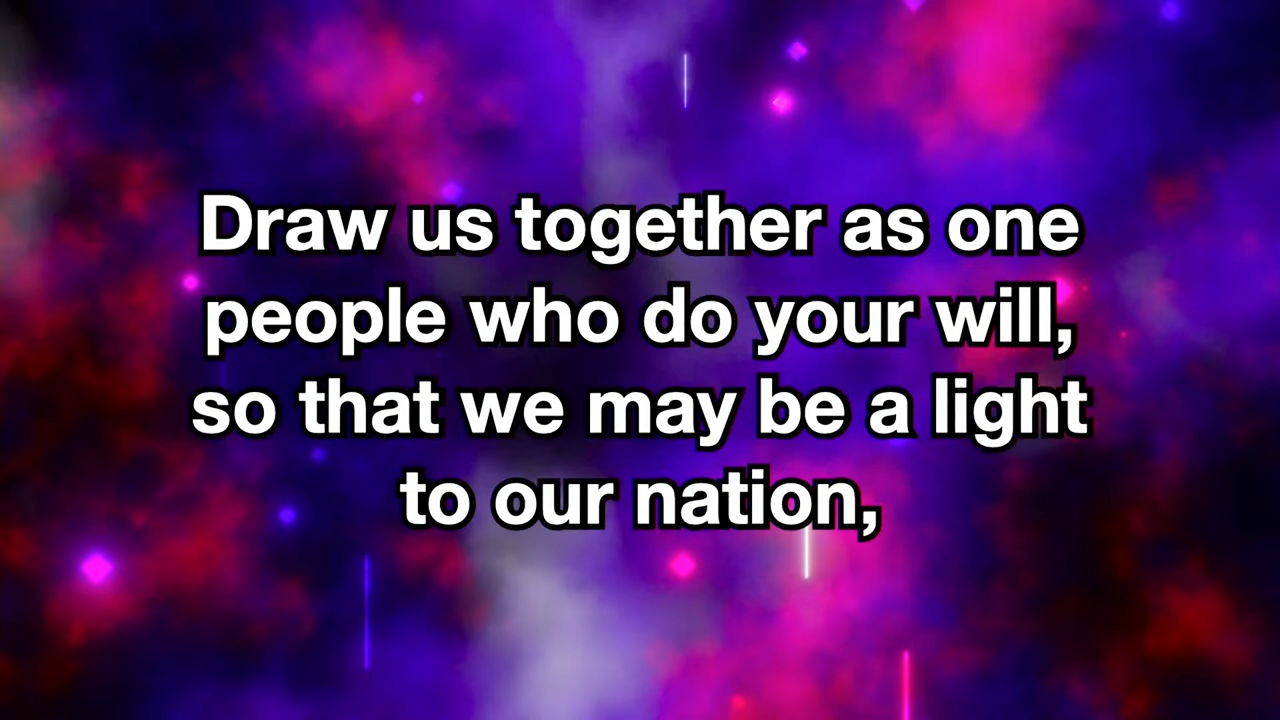 Draw us together as one
people who do your will,
so that we may be a light
to our nation,